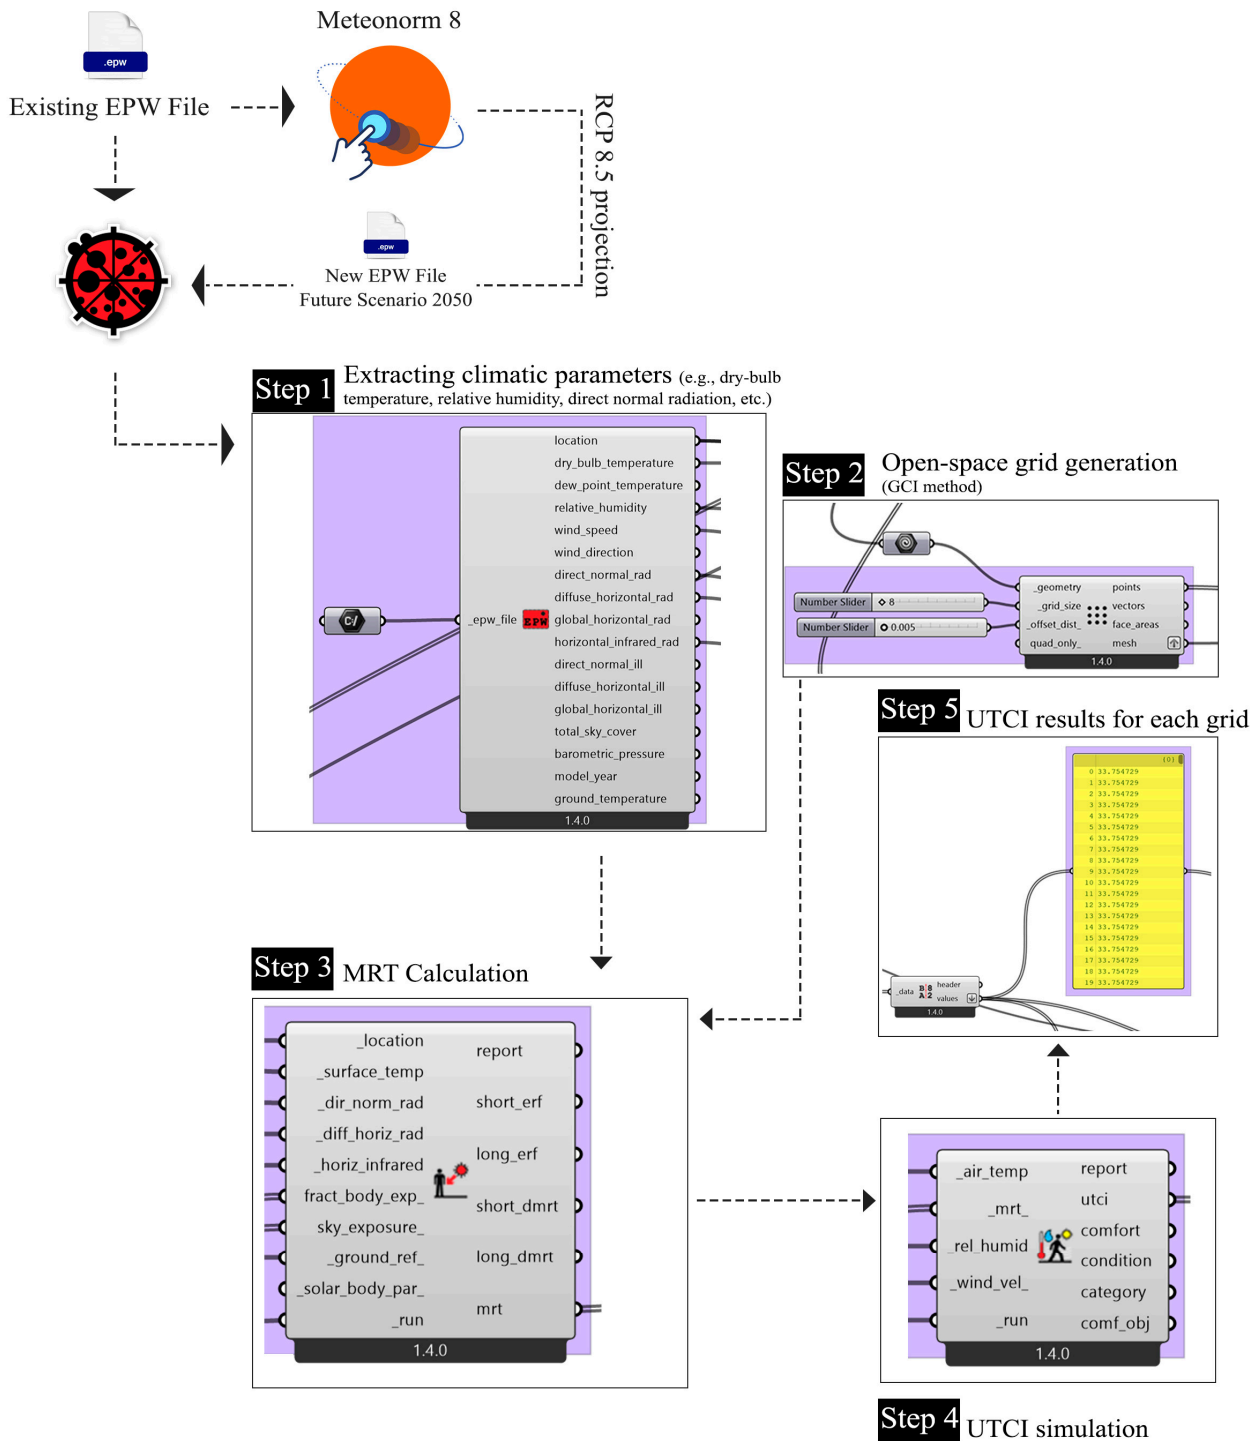 Meteonorm 8
.epw
Existing EPW File
RCP 8.5 projection
.epw
New EPW File
Future Scenario 2050
Step 1
Extracting climatic parameters (e.g., dry-bulb
temperature, relative humidity, direct normal radiation, etc.)
location
dry_bulb_temperature
dew_point_temperature
relative_humidity
wind_speed
wind_direction
direct_normal_rad
diffuse_horizontal_rad
_epw_file
EPW
global_horizontal_rad
horizontal_infrared_rad
direct_normal_ill
diffuse_horizontal_ill
global_horizontal_ill
total_sky_cover
barometric_pressure
model_year
ground_temperature
1.4.0
C:/
Step 2
Open-space grid generation
(GCI method)
Number Slider 8
Number Slider 0.005
_geometry points
_grid_size vectors
_offset_dist_ face_areas
quad_only_ mesh
1.4.0
Step 5
UTCI results for each grid
{0}
0 33.754729
1 33.754729
2 33.754729
3 33.754729
4 33.754729
5 33.754729
6 33.754729
7 33.754729
8 33.754729
9 33.754729
10 33.754729
11 33.754729
12 33.754729
13 33.754729
14 33.754729
15 33.754729
16 33.754729
17 33.754729
18 33.754729
19 33.754729
_data
B 8
A 2
header
values
1.4.0
Step 3
MRT Calculation
_location
_surface_temp
_dir_norm_rad
_diff_horiz_rad
_horiz_infrared
fract_body_exp_
sky_exposure_
_ground_ref_
_solar_body_par_
_run
report
short_erf
long_erf
short_dmrt
long_dmrt
mrt
1.4.0
_air_temp
_mrt_
_rel_humid
_wind_vel_
_run
report
utci
comfort
condition
category
comf_obj
1.4.0
Step 4
UTCI simulation